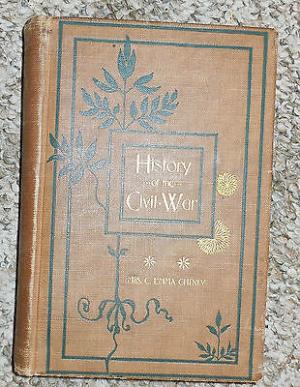 History
of the
Civil War
MRS. C. EMMA CHENEY